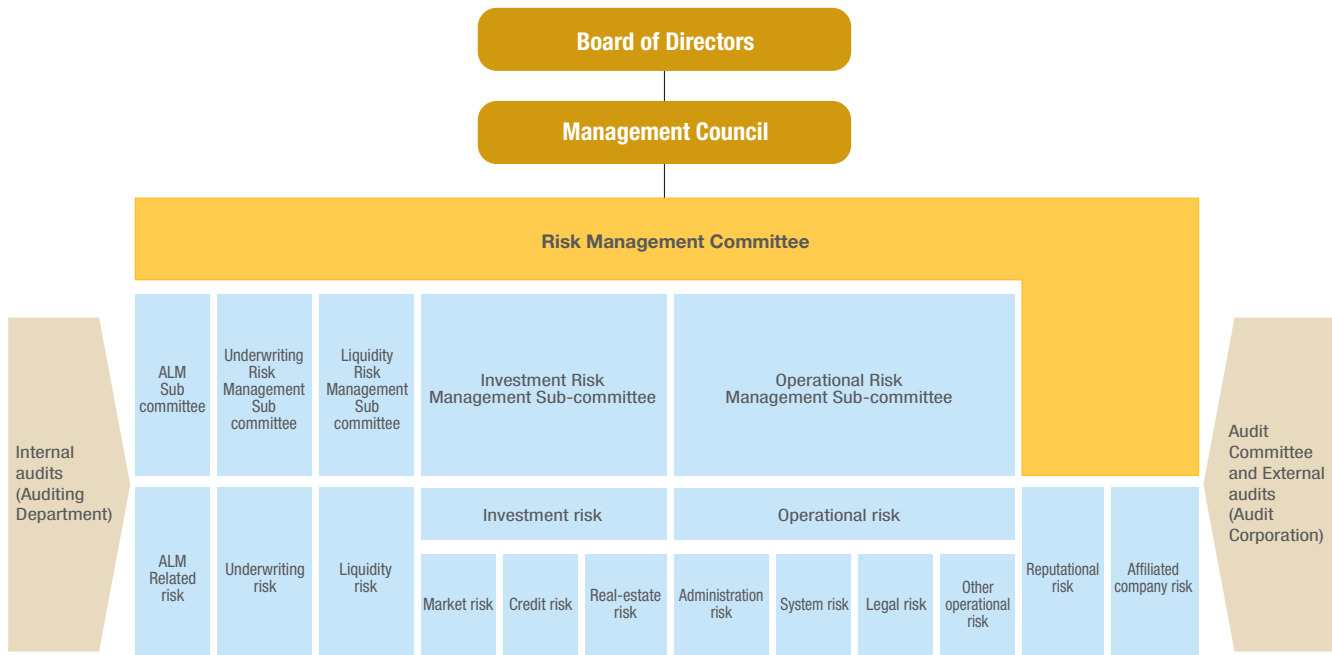 Board of Directors
Management Council
Risk Management Committee
ALM
Sub
committee
Underwriting
Risk
Management
Sub
committee
Liquidity
Risk
Management
Sub
committee
Investment Risk
Management Sub-committee
Operational Risk
Management Sub-committee
Internal
audits
(Auditing
Department)
Audit
Committee
and External
audits
(Audit
Corporation)
ALM
Related
risk
Underwriting
risk
Liquidity
risk
Investment risk
Operational risk
Market risk
Credit risk
Real-estate
risk
Administration
risk
System risk
Legal risk
Other
operational
risk
Reputational
risk
Affiliated
company risk